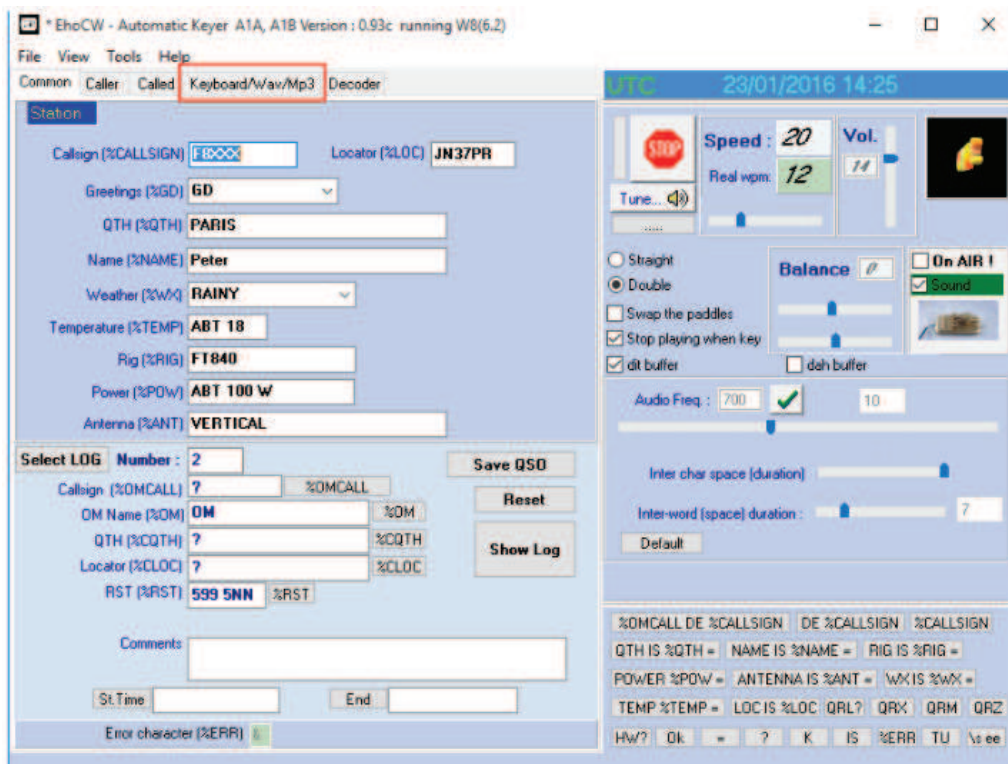 * EhoCW - Automatic Keyer A1A, A1B Version : 0.93c running W8(6.2)
File View Tools Help
Common Caller Called Keyboard/Wav/Mp3 Decoder
Station
Callsign (%CALLSIGN) F8XXX Locator (%LOC) JN37PR
Greetings (%GD) GD
QTH (%QTH) PARIS
Name (%NAME) Peter
Weather (%WX) RAINY
Temperature (%TEMP) ABT 18
Rig (%RIG) FT840
Power (%POW) ABT 100 W
Antenna (%ANT) VERTICAL
Select LOG Number : 2 Save QSO
Callsign (%OMCALL) ? %OMCALL
Reset
OM Name (%OM) OM %OM
QTH (%CQTH) ? %CQTH
Show Log
Locator (%CLOC) ? %CLOC
RST (%RST) 599 5NN %RST
Comments
St.Time End
Error character (%ERR)
UTC 23/01/2016 14:25
STOP Speed : 20 Vol.
14
Real wpm: 12
Tune...
.....
Straight
Double
Balance 0
On AIR !
Sound
Swap the paddles
Stop playing when key
dit buffer dah buffer
Audio Freq. : 700 10
Inter char space (duration)
Inter-word (space) duration : 7
Default
%OMCALL DE %CALLSIGN DE %CALLSIGN %CALLSIGN
QTH IS %QTH = NAME IS %NAME = RIG IS %RIG =
POWER %POW = ANTENNA IS %ANT = WX IS %WX =
TEMP %TEMP = LOC IS %LOC QRL? QRX QRM QRZ
HW? Ok = ? K IS %ERR TU \s ee